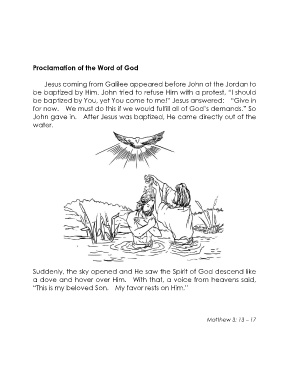 Proclamation of the Word of God
Jesus coming from Galilee appeared before John at the Jordan to
be baptized by Him. John tried to refuse Him with a protest, "I should
be baptized by You, yet You come to me!" Jesus answered: "Give in
for now. We must do this if we would fulfill all of God's demands." So
John gave in. After Jesus was baptized, He came directly out of the
water.
Suddenly, the sky opened and He saw the Spirit of God descend like
a dove and hover over Him. With that, a voice from heavens said,
"This is my beloved Son. My favor rests on Him."
Matthew 3: 13 – 17